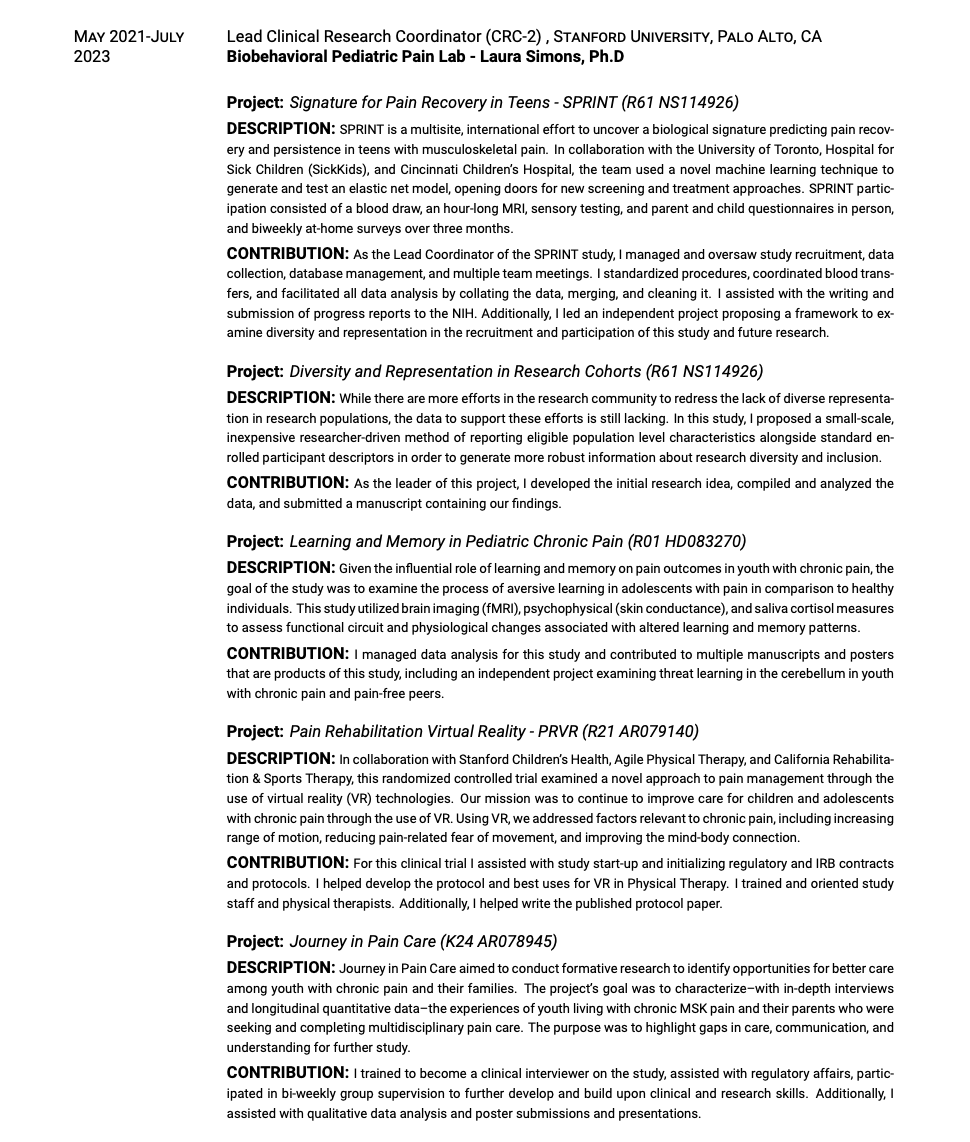 MAY 2021-JULY 2023
Lead Clinical Research Coordinator (CRC-2) , STANFORD UNIVERSITY, PALO ALTO, CA
Biobehavioral Pediatric Pain Lab - Laura Simons, Ph.D
Project: Signature for Pain Recovery in Teens - SPRINT (R61 NS114926)
DESCRIPTION: SPRINT is a multisite, international effort to uncover a biological signature predicting pain recov-
ery and persistence in teens with musculoskeletal pain. In collaboration with the University of Toronto, Hospital for
Sick Children (SickKids), and Cincinnati Children's Hospital, the team used a novel machine learning technique to
generate and test an elastic net model, opening doors for new screening and treatment approaches. SPRINT partic-
ipation consisted of a blood draw, an hour-long MRI, sensory testing, and parent and child questionnaires in person,
and biweekly at-home surveys over three months.
CONTRIBUTION: As the Lead Coordinator of the SPRINT study, I managed and oversaw study recruitment, data
collection, database management, and multiple team meetings. I standardized procedures, coordinated blood trans-
fers, and facilitated all data analysis by collating the data, merging, and cleaning it. I assisted with the writing and
submission of progress reports to the NIH. Additionally, I led an independent project proposing a framework to ex-
amine diversity and representation in the recruitment and participation of this study and future research.
Project: Diversity and Representation in Research Cohorts (R61 NS114926)
DESCRIPTION: While there are more efforts in the research community to redress the lack of diverse representa-
tion in research populations, the data to support these efforts is still lacking. In this study, I proposed a small-scale,
inexpensive researcher-driven method of reporting eligible population level characteristics alongside standard en-
rolled participant descriptors in order to generate more robust information about research diversity and inclusion.
CONTRIBUTION: As the leader of this project, I developed the initial research idea, compiled and analyzed the
data, and submitted a manuscript containing our findings.
Project: Learning and Memory in Pediatric Chronic Pain (R01 HD083270)
DESCRIPTION: Given the influential role of learning and memory on pain outcomes in youth with chronic pain, the
goal of the study was to examine the process of aversive learning in adolescents with pain in comparison to healthy
individuals. This study utilized brain imaging (fMRI), psychophysical (skin conductance), and saliva cortisol measures
to assess functional circuit and physiological changes associated with altered learning and memory patterns.
CONTRIBUTION: I managed data analysis for this study and contributed to multiple manuscripts and posters
that are products of this study, including an independent project examining threat learning in the cerebellum in youth
with chronic pain and pain-free peers.
Project: Pain Rehabilitation Virtual Reality - PRVR (R21 AR079140)
DESCRIPTION: In collaboration with Stanford Children's Health, Agile Physical Therapy, and California Rehabilita-
tion & Sports Therapy, this randomized controlled trial examined a novel approach to pain management through the
use of virtual reality (VR) technologies. Our mission was to continue to improve care for children and adolescents
with chronic pain through the use of VR. Using VR, we addressed factors relevant to chronic pain, including increasing
range of motion, reducing pain-related fear of movement, and improving the mind-body connection.
CONTRIBUTION: For this clinical trial I assisted with study start-up and initializing regulatory and IRB contracts
and protocols. I helped develop the protocol and best uses for VR in Physical Therapy. I trained and oriented study
staff and physical therapists. Additionally, I helped write the published protocol paper.
Project: Journey in Pain Care (K24 AR078945)
DESCRIPTION: Journey in Pain Care aimed to conduct formative research to identify opportunities for better care
among youth with chronic pain and their families. The project's goal was to characterize–with in-depth interviews
and longitudinal quantitative data–the experiences of youth living with chronic MSK pain and their parents who were
seeking and completing multidisciplinary pain care. The purpose was to highlight gaps in care, communication, and
understanding for further study.
CONTRIBUTION: I trained to become a clinical interviewer on the study, assisted with regulatory affairs, partic-
ipated in bi-weekly group supervision to further develop and build upon clinical and research skills. Additionally, I
assisted with qualitative data analysis and poster submissions and presentations.